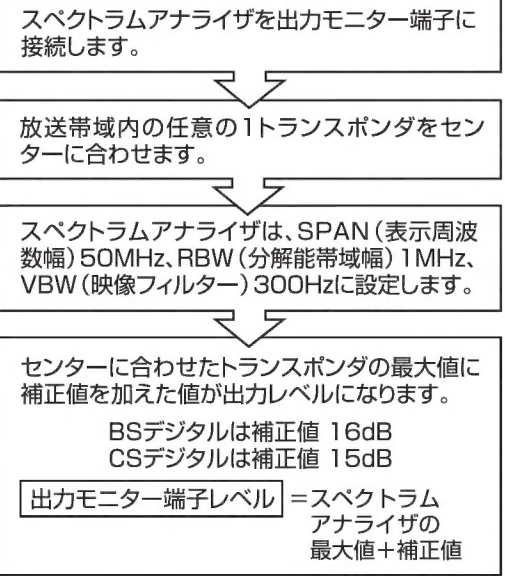 スペクトラムアナライザを出力モニター端子に
接続します。
放送帯域内の任意の1トランスポンダをセン
ターに合わせます。
スペクトラムアナライザは、SPAN(表示周波
数幅)50MHz、RBW(分解能帯域幅)1MHz、
VBW(映像フィルター)300Hzに設定します。
センターに合わせたトランスポンダの最大値に
補正値を加えた値が出力レベルになります。
BSデジタルは補正値 16dB
CSデジタルは補正値 15dB
出力モニター端子レベル=スペクトラム
アナライザの
最大値+補正値